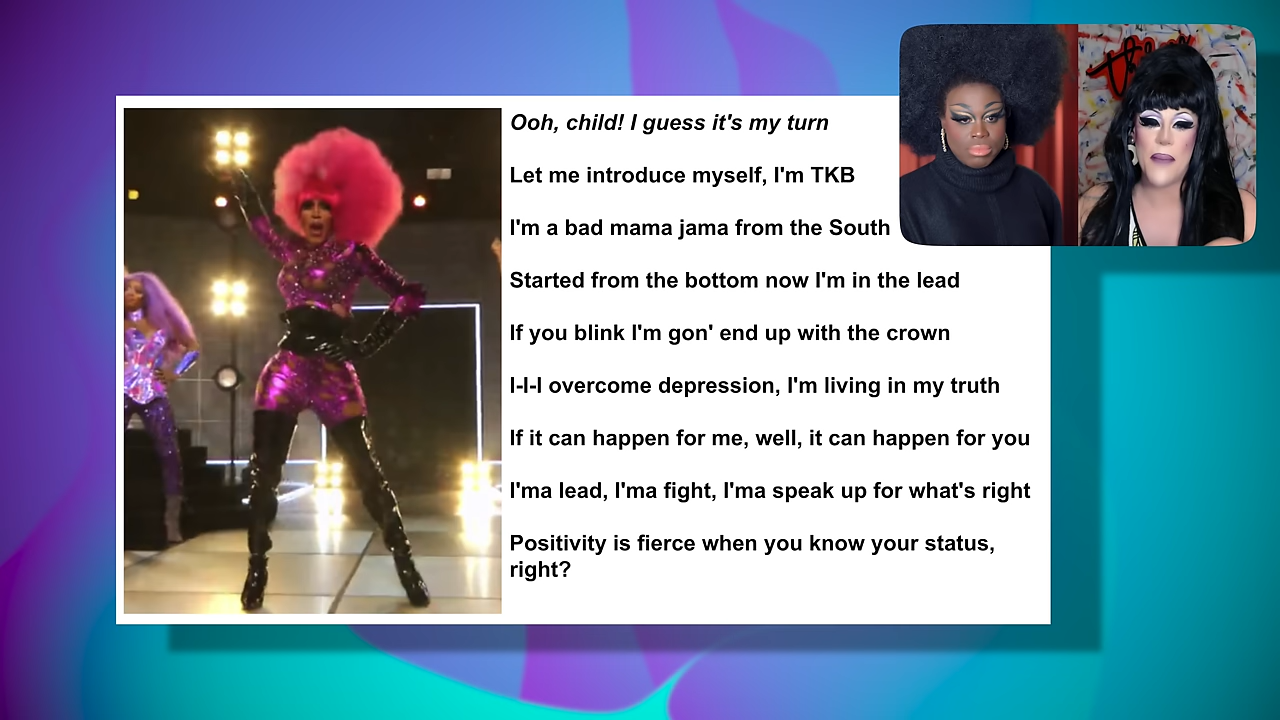 Ooh, child! I guess it's my turn
Let me introduce myself, I'm TKB
I'm a bad mama jama from the South
Started from the bottom now I'm in the lead
If you blink I'm gon' end up with the crown
I-I-I overcome depression, I'm living in my truth
If it can happen for me, well, it can happen for you
I'ma lead, I'ma fight, I'ma speak up for what's right
Positivity is fierce when you know your status,
right?